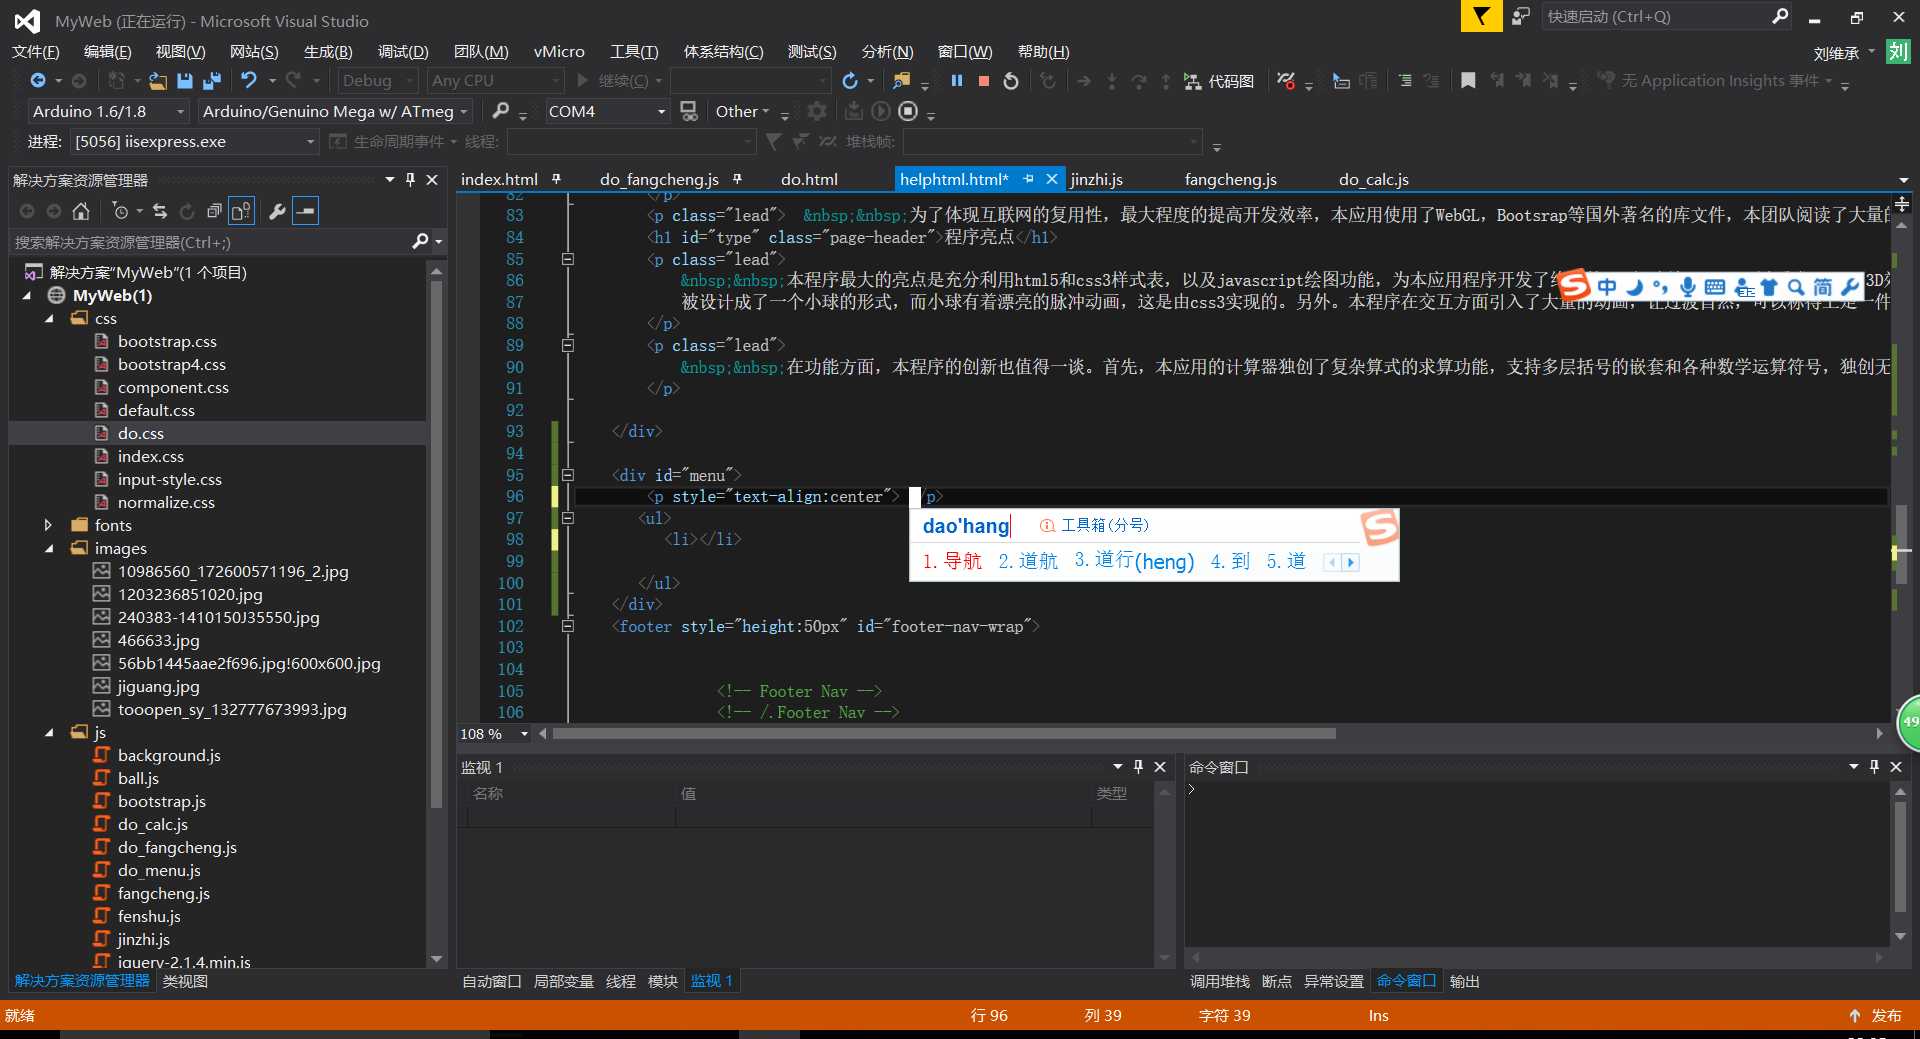 MyWeb (正在运行) - Microsoft Visual Studio
快速启动 (Ctrl+Q)
文件(F) 编辑(E) 视图(V) 网站(S) 生成(B) 调试(D) 团队(M) vMicro 工具(T) 体系结构(C) 测试(S) 分析(N) 窗口(W) 帮助(H)
刘维承 刘
Debug Any CPU 继续(C) 代码图 无 Application Insights 事件
Arduino 1.6/1.8 Arduino/Genuino Mega w/ ATmeg COM4 Other
进程: [5056] iisexpress.exe 生命周期事件 线程: 堆栈帧:
解决方案资源管理器
搜索解决方案资源管理器(Ctrl+;)
解决方案"MyWeb"(1 个项目)
MyWeb(1)
css
bootstrap.css
bootstrap4.css
component.css
default.css
do.css
index.css
input-style.css
normalize.css
fonts
images
10986560_172600571196_2.jpg
1203236851020.jpg
240383-1410150J35550.jpg
466633.jpg
56bb1445aae2f696.jpg!600x600.jpg
jiguang.jpg
tooopen_sy_132777673993.jpg
js
background.js
ball.js
bootstrap.js
do_calc.js
do_fangcheng.js
do_menu.js
fangcheng.js
fenshu.js
jinzhi.js
jquery-2.1.4.min.js
解决方案资源管理器 类视图
index.html do_fangcheng.js do.html helphtml.html* jinzhi.js fangcheng.js do_calc.js
82 </p>
83 <p class="lead"> &nbsp;&nbsp;为了体现互联网的复用性，最大程度的提高开发效率，本应用使用了WebGL，Bootsrap等国外著名的库文件，本团队阅读了大量的
84 <h1 id="type" class="page-header">程序亮点</h1>
85 <p class="lead">
86 &nbsp;&nbsp;本程序最大的亮点是充分利用html5和css3样式表，以及javascript绘图功能，为本应用程序开发了 3D
87 被设计成了一个小球的形式，而小球有着漂亮的脉冲动画，这是由css3实现的。另外。本程序在交互方面引入了大量的动画，让过渡自然，可以称得上是一件
88 </p>
89 <p class="lead">
90 &nbsp;&nbsp;在功能方面，本程序的创新也值得一谈。首先，本应用的计算器独创了复杂算式的求算功能，支持多层括号的嵌套和各种数学运算符号，独创无
91 </p>
92
93 </div>
94
95 <div id="menu">
96 <p style="text-align:center"> /p>
97 <ul>
98 <li></li>
99
100 </ul>
101 </div>
102 <footer style="height:50px" id="footer-nav-wrap">
103
104
105 <!-- Footer Nav -->
106 <!-- /.Footer Nav -->
中 简
dao'hang 工具箱(分号)
1.导航 2.道航 3.道行(heng) 4.到 5.道
49
108 %
监视 1
名称 值 类型
自动窗口 局部变量 线程 模块 监视 1
命令窗口
>
调用堆栈 断点 异常设置 命令窗口 输出
就绪 行 96 列 39 字符 39 Ins 发布